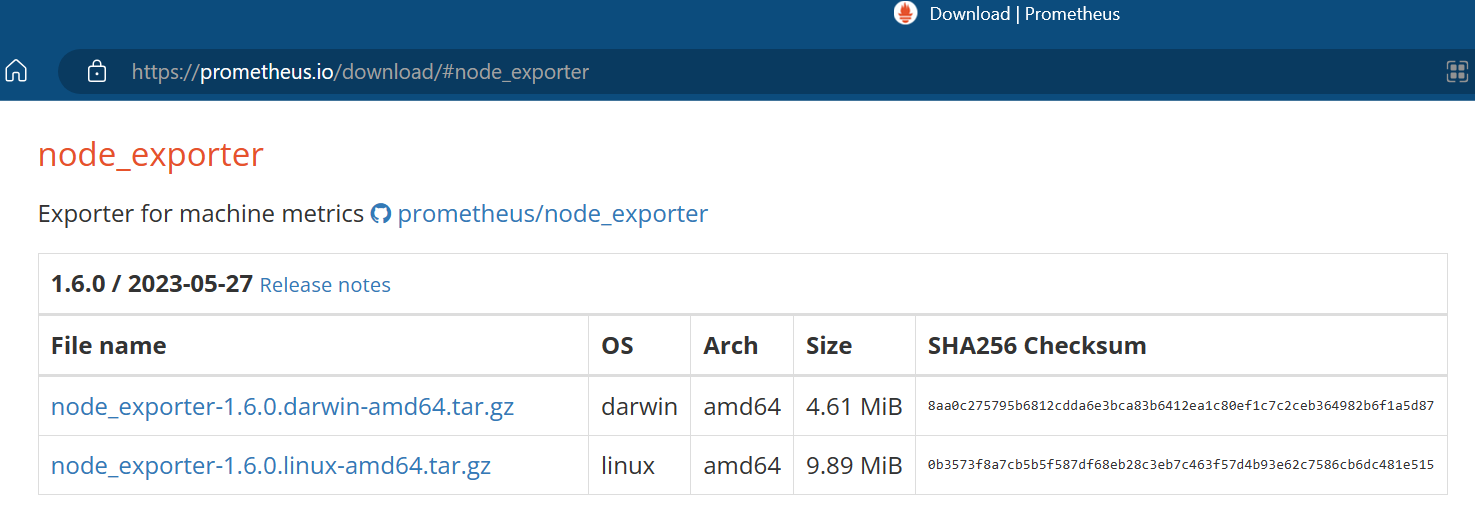 Download | Prometheus
https://prometheus.io/download/#node_exporter
node_exporter
Exporter for machine metrics prometheus/node_exporter
1.6.0 / 2023-05-27 Release notes
File name OS Arch Size SHA256 Checksum
node_exporter-1.6.0.darwin-amd64.tar.gz darwin amd64 4.61 MiB 8aa0c275795b6812cdda6e3bca83b6412ea1c80ef1c7c2ceb364982b6f1a5d87
node_exporter-1.6.0.linux-amd64.tar.gz linux amd64 9.89 MiB 0b3573f8a7cb5b5f587df68eb28c3eb7c463f57d4b93e62c7586cb6dc481e515